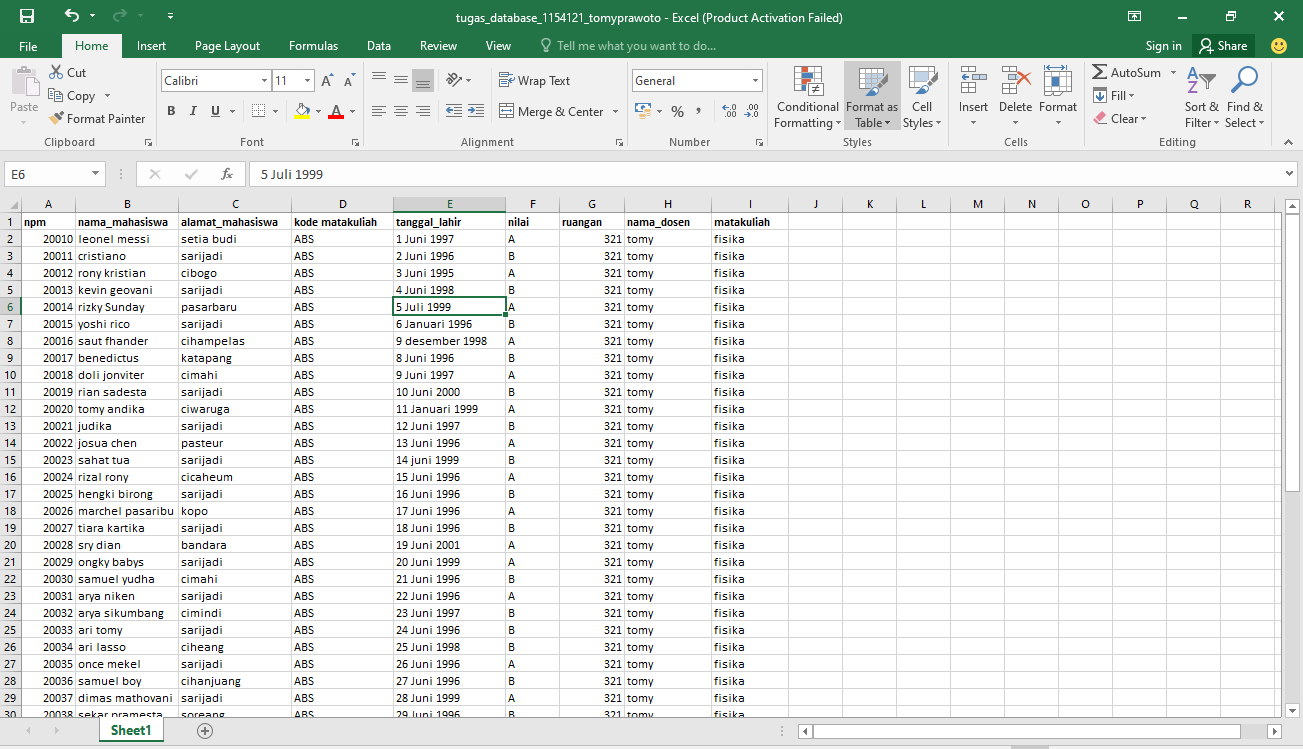 tugas_database_1154121_tomyprawoto - Excel (Product Activation Failed)
File Home Insert Page Layout Formulas Data Review View Tell me what you want to do... Sign in Share
Paste Cut Copy Format Painter Clipboard
Calibri 11 B I U A A A Font
Wrap Text Merge & Center Alignment
General % , .0 .00 .00 .0 Number
Conditional Formatting Format as Table Cell Styles Styles
Insert Delete Format Cells
AutoSum Fill Clear Sort & Filter Find & Select Editing
E6 fx 5 Juli 1999
A B C D E F G H I J K L M N O P Q R
1 npm nama_mahasiswa alamat_mahasiswa kode matakuliah tanggal_lahir nilai ruangan nama_dosen matakuliah
2 20010 leonel messi setia budi ABS 1 Juni 1997 A 321 tomy fisika
3 20011 cristiano sarijadi ABS 2 Juni 1996 B 321 tomy fisika
4 20012 rony kristian cibogo ABS 3 Juni 1995 A 321 tomy fisika
5 20013 kevin geovani sarijadi ABS 4 Juni 1998 B 321 tomy fisika
6 20014 rizky Sunday pasarbaru ABS 5 Juli 1999 A 321 tomy fisika
7 20015 yoshi rico sarijadi ABS 6 Januari 1996 B 321 tomy fisika
8 20016 saut fhander cihampelas ABS 9 desember 1998 A 321 tomy fisika
9 20017 benedictus katapang ABS 8 Juni 1996 B 321 tomy fisika
10 20018 doli jonviter cimahi ABS 9 Juni 1997 A 321 tomy fisika
11 20019 rian sadesta sarijadi ABS 10 Juni 2000 B 321 tomy fisika
12 20020 tomy andika ciwaruga ABS 11 Januari 1999 A 321 tomy fisika
13 20021 judika sarijadi ABS 12 Juni 1997 B 321 tomy fisika
14 20022 josua chen pasteur ABS 13 Juni 1996 A 321 tomy fisika
15 20023 sahat tua sarijadi ABS 14 juni 1999 B 321 tomy fisika
16 20024 rizal rony cicaheum ABS 15 Juni 1996 A 321 tomy fisika
17 20025 hengki birong sarijadi ABS 16 Juni 1996 B 321 tomy fisika
18 20026 marchel pasaribu kopo ABS 17 Juni 1996 A 321 tomy fisika
19 20027 tiara kartika sarijadi ABS 18 Juni 1996 B 321 tomy fisika
20 20028 sry dian bandara ABS 19 Juni 2001 A 321 tomy fisika
21 20029 ongky babys sarijadi ABS 20 Juni 1999 A 321 tomy fisika
22 20030 samuel yudha cimahi ABS 21 Juni 1996 B 321 tomy fisika
23 20031 arya niken sarijadi ABS 22 Juni 1996 A 321 tomy fisika
24 20032 arya sikumbang cimindi ABS 23 Juni 1997 B 321 tomy fisika
25 20033 ari tomy sarijadi ABS 24 Juni 1996 B 321 tomy fisika
26 20034 ari lasso ciheang ABS 25 Juni 1998 B 321 tomy fisika
27 20035 once mekel sarijadi ABS 26 Juni 1996 A 321 tomy fisika
28 20036 samuel boy cihanjuang ABS 27 Juni 1996 B 321 tomy fisika
29 20037 dimas mathovani sarijadi ABS 28 Juni 1999 A 321 tomy fisika
30 20038 sekar pramesta soreang ABS 29 Juni 1996 B 321 tomy fisika
Sheet1